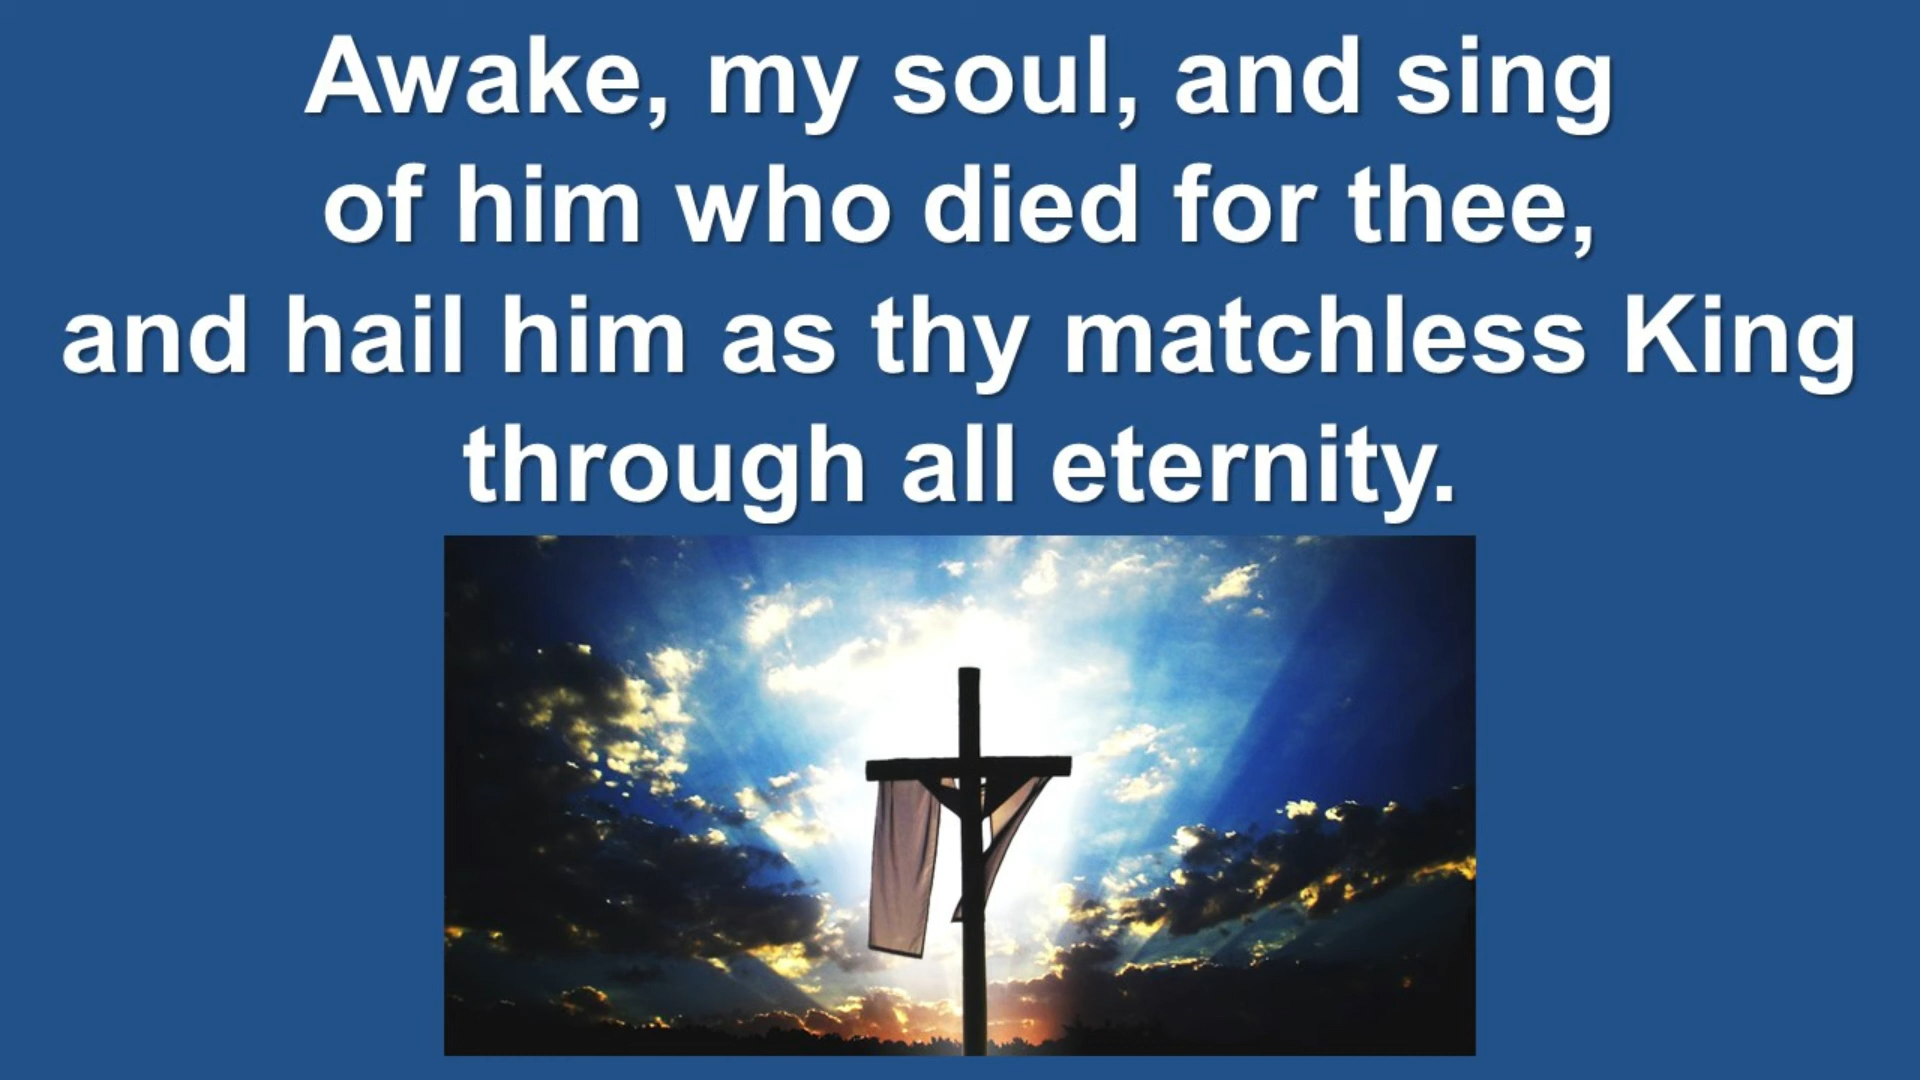 Awake, my soul, and sing
of him who died for thee,
and hail him as thy matchless King
through all eternity.